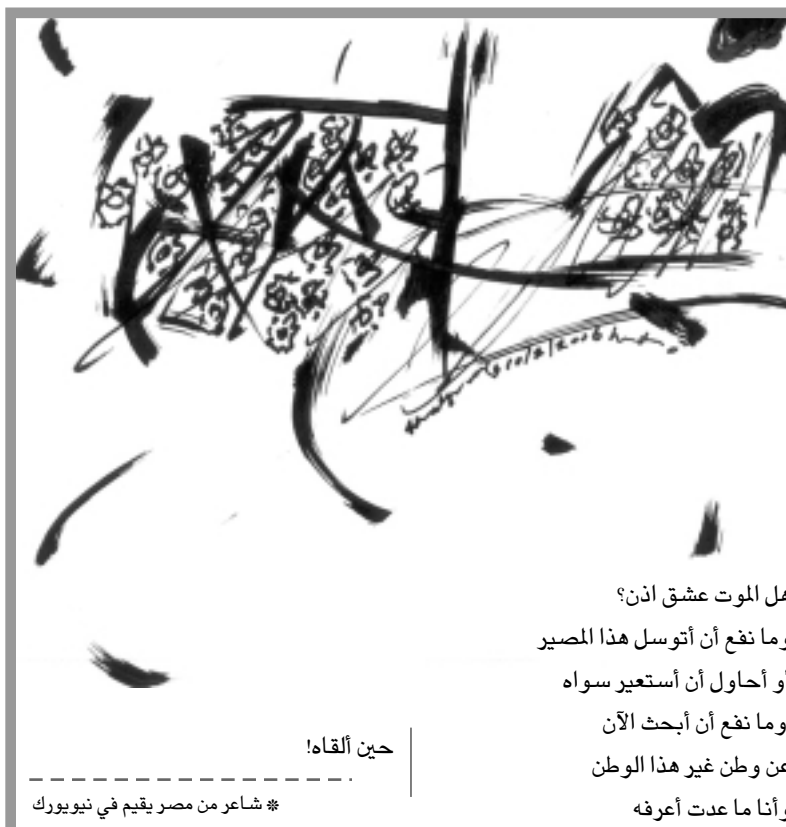 هل الموت عشق اذن؟
وما نفع أن أتوسل هذا المصير
او أحاول أن أستعير سواه
وما نفع أن أبحث الآن
عن وطن غير هذا الوطن
وأنا ما عدت أعرفه
حين ألقاه!
* شاعر من مصر يقيم في نيويورك